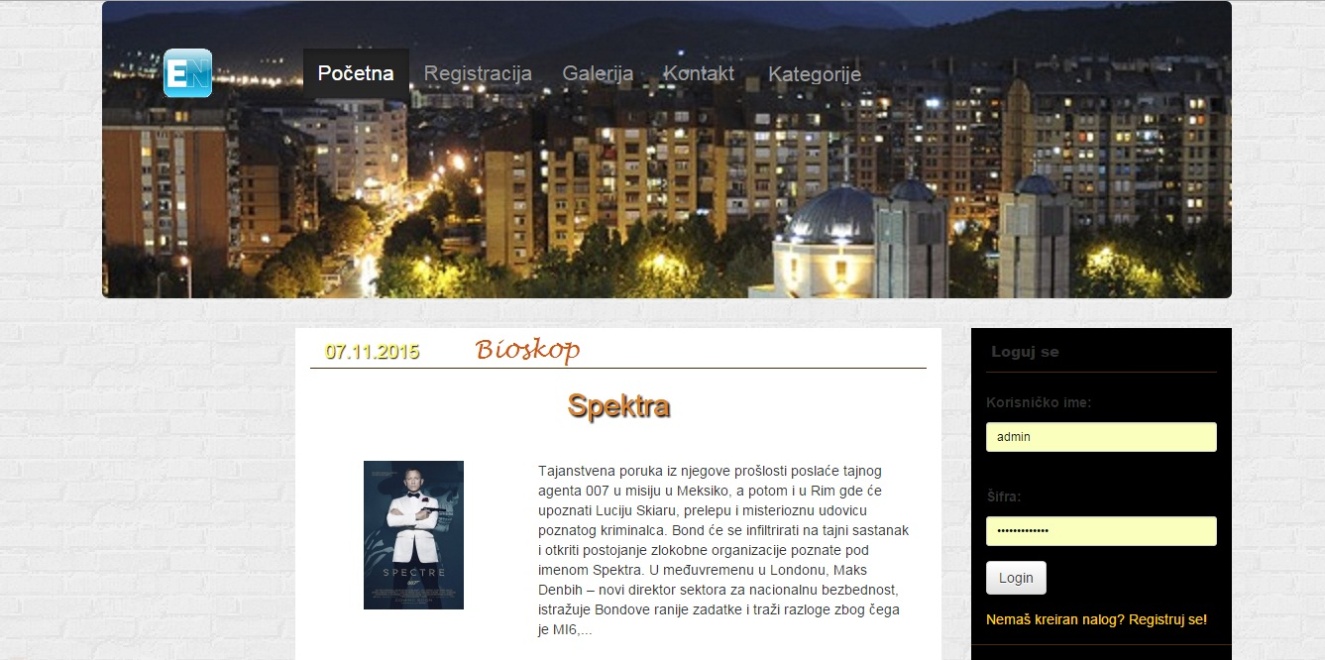 EN
Početna Registracija Galerija Kontakt Kategorije
07.11.2015 Bioskop
Spektra
Tajanstvena poruka iz njegove prošlosti poslaće tajnog
agenta 007 u misiju u Meksiko, a potom i u Rim gde će
upoznati Luciju Skiaru, prelepu i misterioznu udovicu
poznatog kriminalca. Bond će se infiltrirati na tajni sastanak
i otkriti postojanje zlokobne organizacije poznate pod
imenom Spektra. U međuvremenu u Londonu, Maks
Denbih – novi direktor sektora za nacionalnu bezbednost,
istražuje Bondove ranije zadatke i traži razloge zbog čega
je MI6,...
SPECTRE
Loguj se
Korisničko ime:
admin
Šifra:
•••••••••••••
Login
Nemaš kreiran nalog? Registruj se!